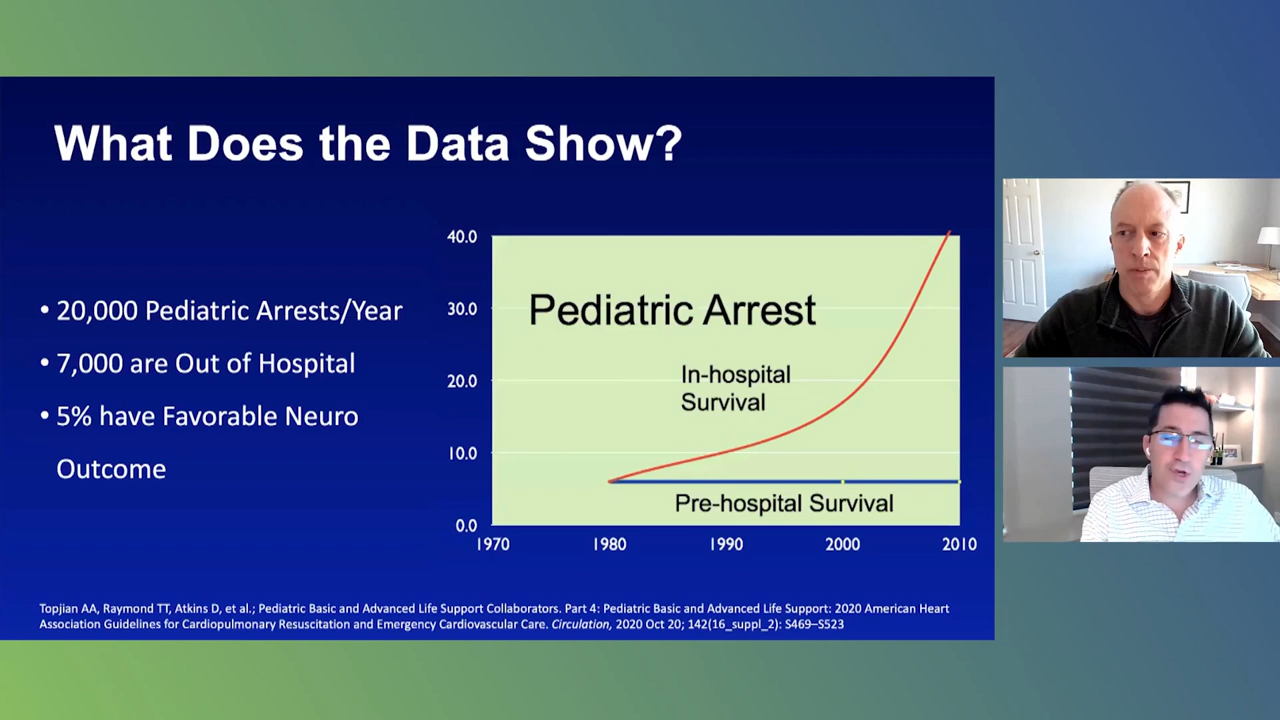 What Does the Data Show?
• 20,000 Pediatric Arrests/Year
• 7,000 are Out of Hospital
• 5% have Favorable Neuro
Outcome
40.0
30.0
20.0
10.0
0.0
Pediatric Arrest
In-hospital
Survival
Pre-hospital Survival
1970 1980 1990 2000 2010
Topjian AA, Raymond TT, Atkins D, et al.; Pediatric Basic and Advanced Life Support Collaborators. Part 4: Pediatric Basic and Advanced Life Support: 2020 American Heart
Association Guidelines for Cardiopulmonary Resuscitation and Emergency Cardiovascular Care. Circulation, 2020 Oct 20; 142(16_suppl_2): S469–S523